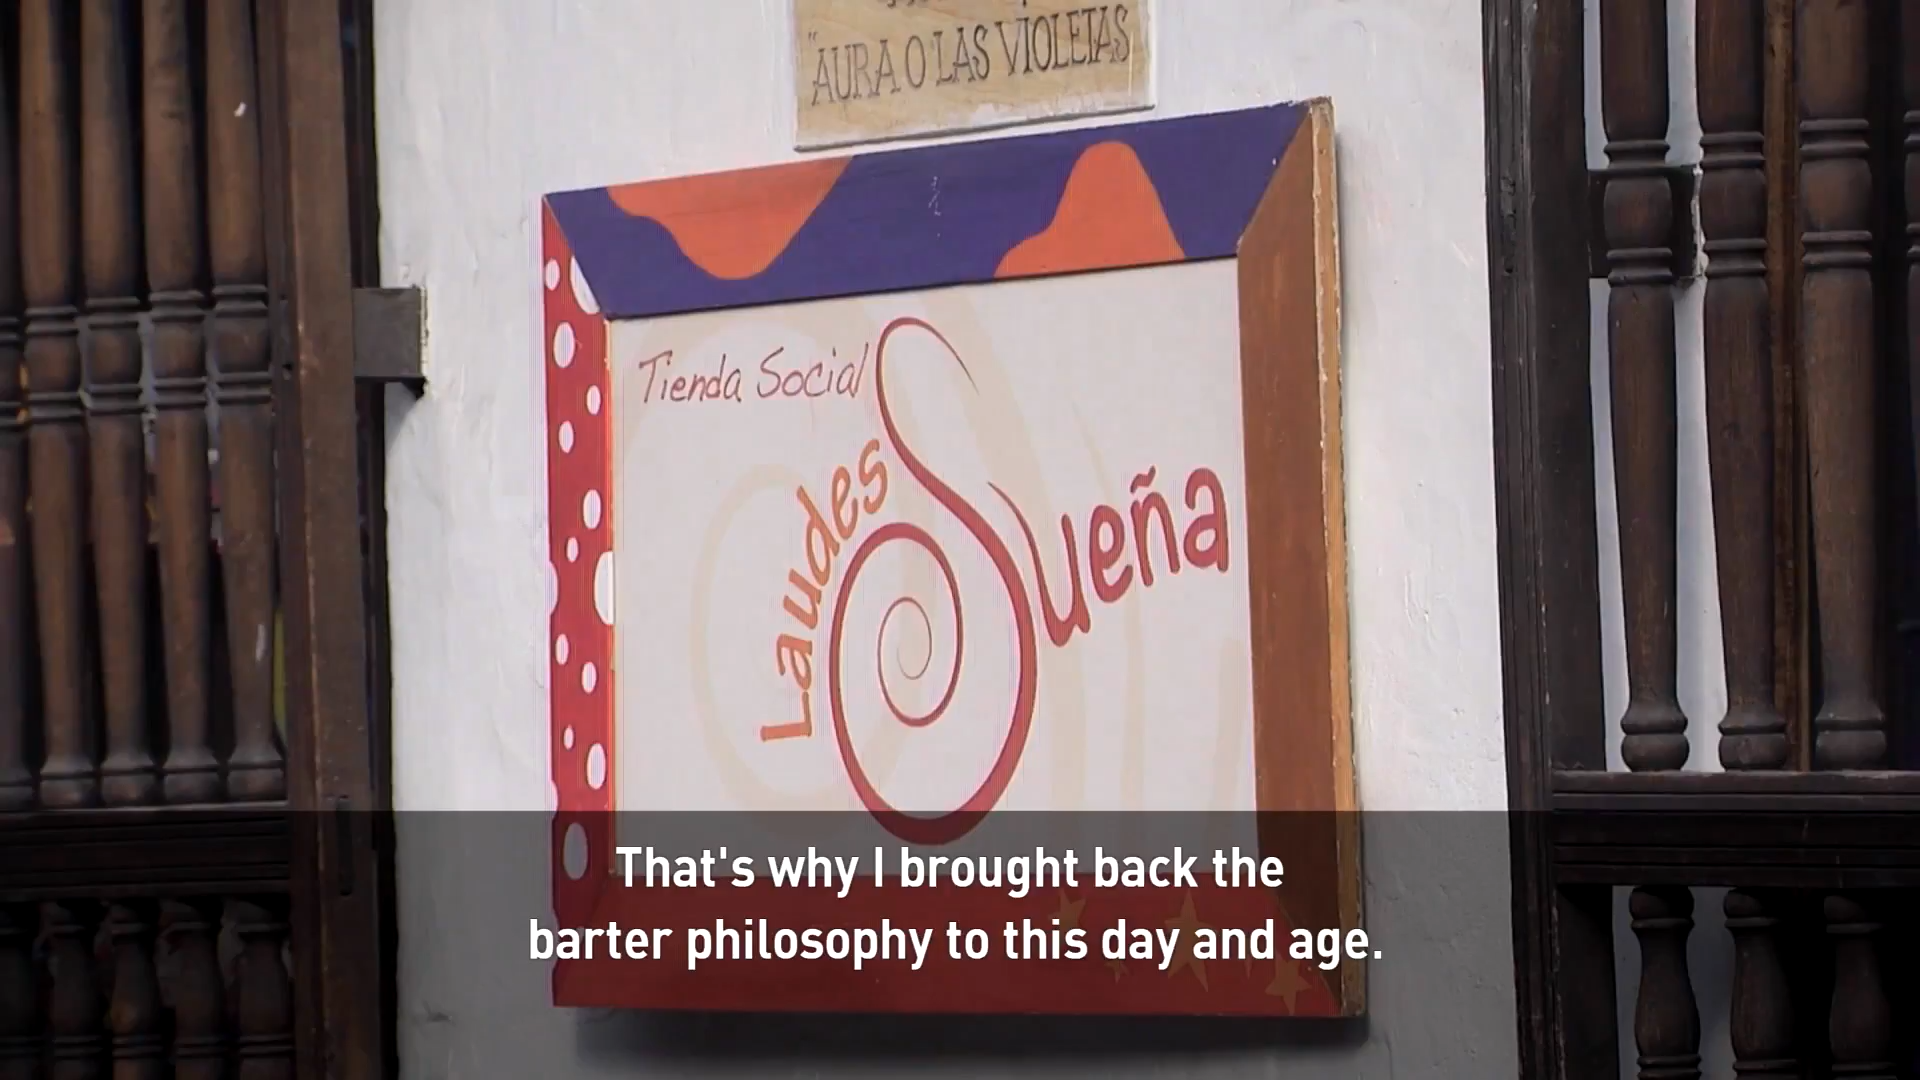 "AURA O LAS VIOLETAS
Tienda Social
Laudes
Sueña
That's why I brought back the
barter philosophy to this day and age.